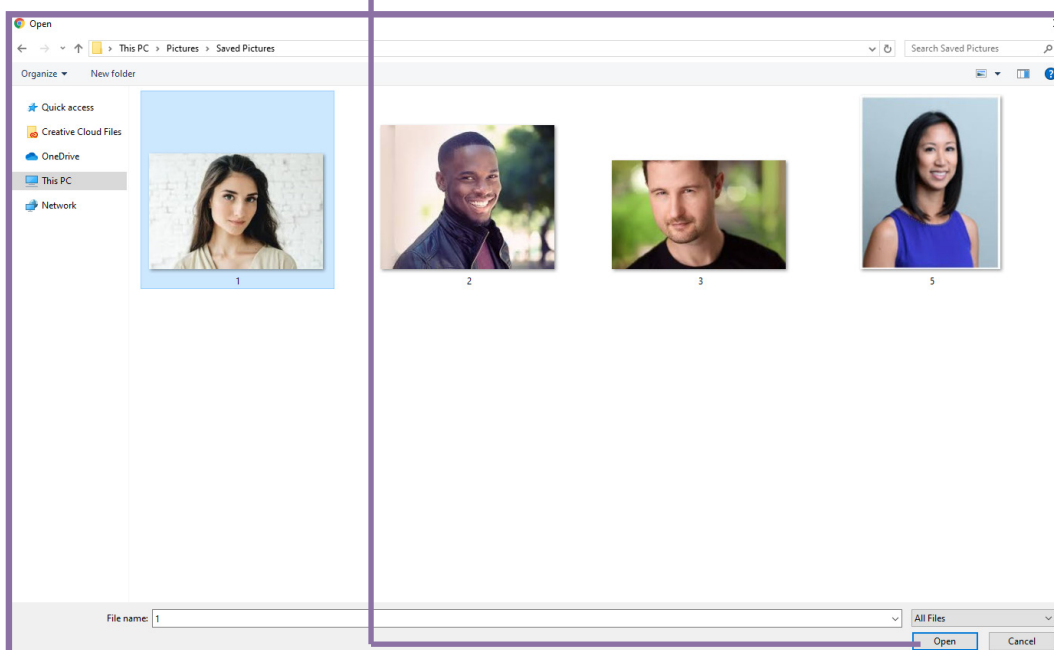 Open
This PC > Pictures > Saved Pictures
Search Saved Pictures
Organize
New folder
?
Quick access
Creative Cloud Files
OneDrive
This PC
Network
1
2
3
5
File name: 1
All Files
Open
Cancel